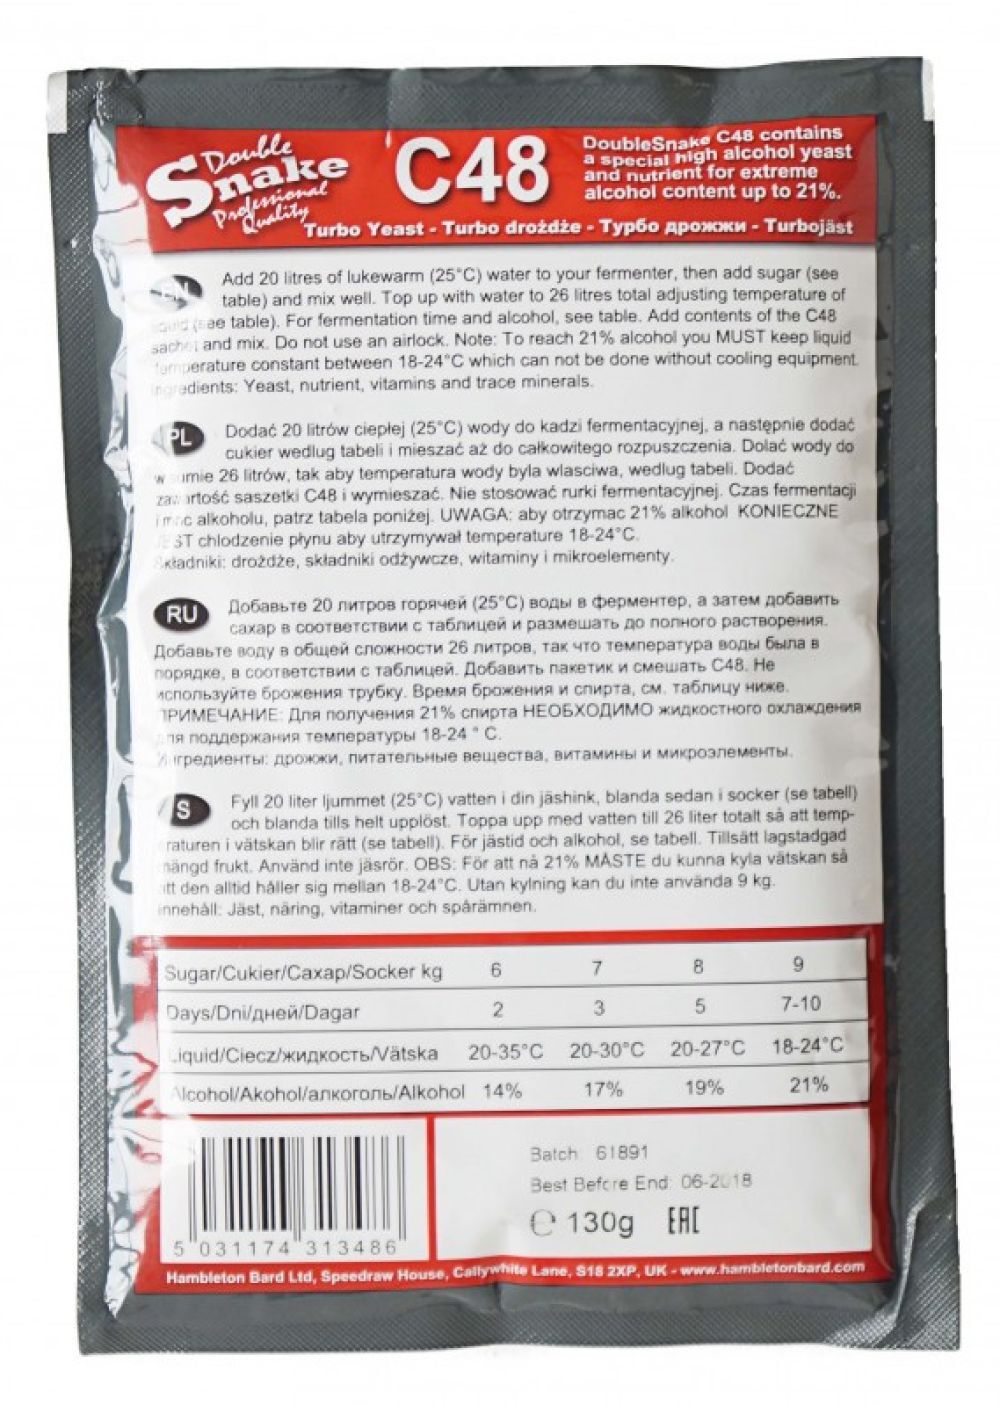 Double
Snake
Professional
Quality
C48
DoubleSnake C48 contains
a special high alcohol yeast
and nutrient for extreme
alcohol content up to 21%.
Turbo Yeast - Turbo drożdże - Турбо дрожжи - Turbojäst
EN
Add 20 litres of lukewarm (25°C) water to your fermenter, then add sugar (see
table) and mix well. Top up with water to 26 litres total adjusting temperature of
liquid (see table). For fermentation time and alcohol, see table. Add contents of the C48
sachet and mix. Do not use an airlock. Note: To reach 21% alcohol you MUST keep liquid
temperature constant between 18-24°C which can not be done without cooling equipment.
Ingredients: Yeast, nutrient, vitamins and trace minerals.
PL
Dodać 20 litrów ciepłej (25°C) wody do kadzi fermentacyjnej, a następnie dodać
cukier według tabeli i mieszać aż do całkowitego rozpuszczenia. Dolać wody do
w sumie 26 litrów, tak aby temperatura wody byla wlasciwa, według tabeli. Dodać
zawartość saszetki C48 i wymieszać. Nie stosować rurki fermentacyjnej. Czas fermentacji
i moc alkoholu, patrz tabela poniżej. UWAGA: aby otrzymac 21% alkohol KONIECZNE
JEST chlodzenie płynu aby utrzymywał temperature 18-24°C.
Składniki: drożdże, składniki odżywcze, witaminy i mikroelementy.
RU
Добавьте 20 литров горячей (25°C) воды в ферментер, а затем добавить
сахар в соответствии с таблицей и размешать до полного растворения.
Добавьте воду в общей сложности 26 литров, так что температура воды была в
порядке, в соответствии с таблицей. Добавить пакетик и смешать C48. Не
используйте брожения трубку. Время брожения и спирта, см. таблицу ниже.
ПРИМЕЧАНИЕ: Для получения 21% спирта НЕОБХОДИМО жидкостного охлаждения
для поддержания температуры 18-24 ° C.
Ингредиенты: дрожжи, питательные вещества, витамины и микроэлементы.
S
Fyll 20 liter ljummet (25°C) vatten i din jäshink, blanda sedan i socker (se tabell)
och blanda tills helt upplöst. Toppa upp med vatten till 26 liter totalt så att temp-
eraturen i vätskan blir rätt (se tabell). För jästid och alkohol, se tabell. Tillsätt lagstadgad
mängd frukt. Använd inte jäsrör. OBS: För att nå 21% MÅSTE du kunna kyla vätskan så
att den alltid håller sig mellan 18-24°C. Utan kylning kan du inte använda 9 kg.
Innehåll: Jäst, näring, vitaminer och spårämnen.
Sugar/Cukier/Сахар/Socker kg 6 7 8 9
Days/Dni/дней/Dagar 2 3 5 7-10
Liquid/Ciecz/жидкость/Vätska 20-35°C 20-30°C 20-27°C 18-24°C
Alcohol/Akohol/алкоголь/Alkohol 14% 17% 19% 21%
Batch 61891
Best Before End: 06-2018
℮ 130g EAC
5 031174 313486
Hambleton Bard Ltd, Speedraw House, Callywhite Lane, S18 2XP, UK - www.hambletonbard.com